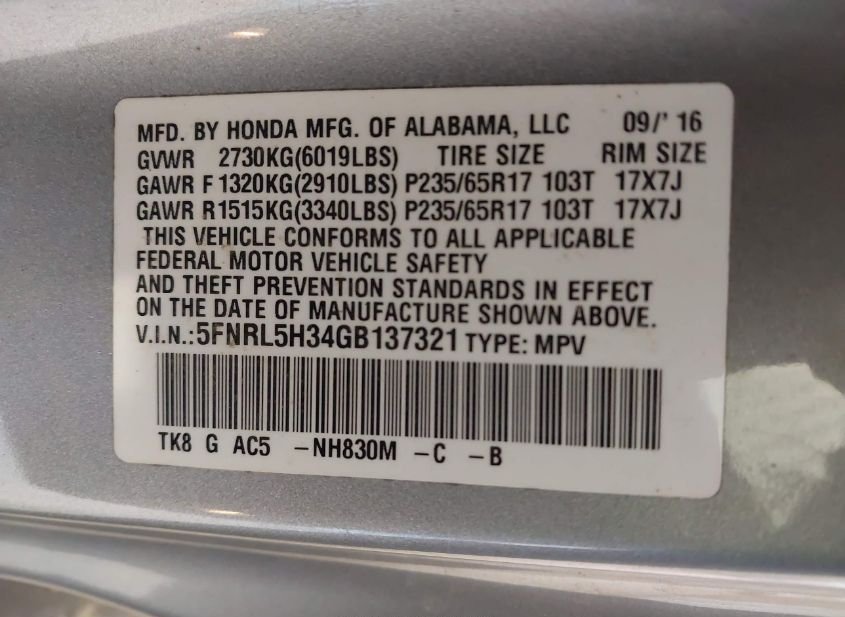 MFD. BY HONDA MFG. OF ALABAMA, LLC 09/' 16
GVWR 2730KG(6019LBS) TIRE SIZE RIM SIZE
GAWR F 1320KG(2910LBS) P235/65R17 103T 17X7J
GAWR R1515KG(3340LBS) P235/65R17 103T 17X7J
THIS VEHICLE CONFORMS TO ALL APPLICABLE
FEDERAL MOTOR VEHICLE SAFETY
AND THEFT PREVENTION STANDARDS IN EFFECT
ON THE DATE OF MANUFACTURE SHOWN ABOVE.
V.I.N.:5FNRL5H34GB137321 TYPE: MPV
TK8 G AC5 -NH830M -C -B